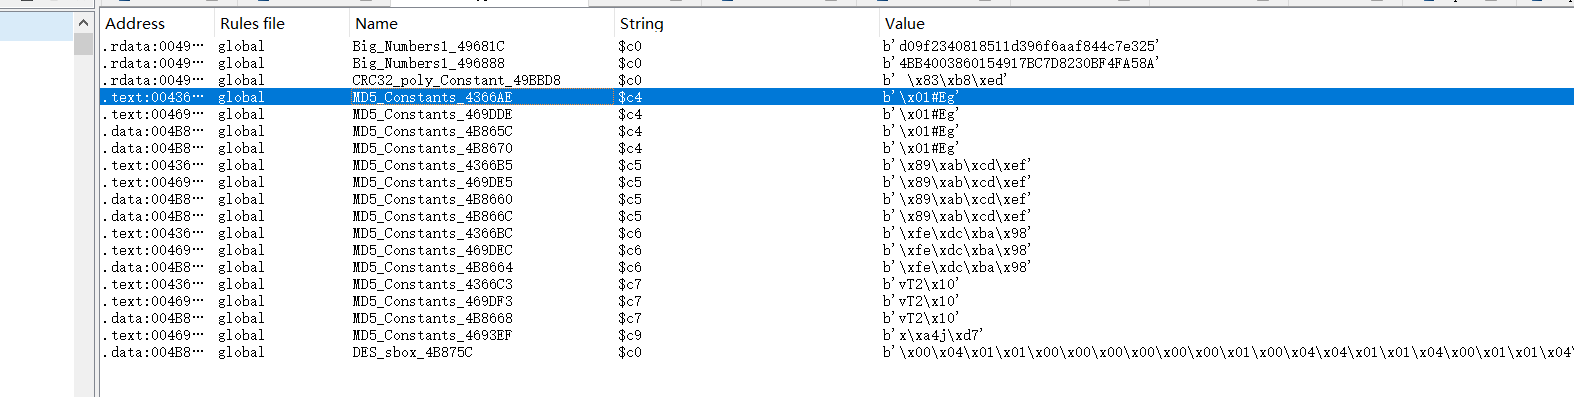 Address Rules file Name String Value
.rdata:0049… global Big_Numbers1_49681C $c0 b'd09f2340818511d396f6aaf844c7e325'
.rdata:0049… global Big_Numbers1_496888 $c0 b'4BB4003860154917BC7D8230BF4FA58A'
.rdata:0049… global CRC32_poly_Constant_49BBD8 $c0 b' \x83\xb8\xed'
.text:00436… global MD5_Constants_4366AE $c4 b'\x01#Eg'
.text:00469… global MD5_Constants_469DDE $c4 b'\x01#Eg'
.data:004B8… global MD5_Constants_4B865C $c4 b'\x01#Eg'
.data:004B8… global MD5_Constants_4B8670 $c4 b'\x01#Eg'
.text:00436… global MD5_Constants_4366B5 $c5 b'\x89\xab\xcd\xef'
.text:00469… global MD5_Constants_469DE5 $c5 b'\x89\xab\xcd\xef'
.data:004B8… global MD5_Constants_4B8660 $c5 b'\x89\xab\xcd\xef'
.data:004B8… global MD5_Constants_4B866C $c5 b'\x89\xab\xcd\xef'
.text:00436… global MD5_Constants_4366BC $c6 b'\xfe\xdc\xba\x98'
.text:00469… global MD5_Constants_469DEC $c6 b'\xfe\xdc\xba\x98'
.data:004B8… global MD5_Constants_4B8664 $c6 b'\xfe\xdc\xba\x98'
.text:00436… global MD5_Constants_4366C3 $c7 b'vT2\x10'
.text:00469… global MD5_Constants_469DF3 $c7 b'vT2\x10'
.data:004B8… global MD5_Constants_4B8668 $c7 b'vT2\x10'
.text:00469… global MD5_Constants_4693EF $c9 b'x\xa4j\xd7'
.data:004B8… global DES_sbox_4B875C $c0 b'\x00\x04\x01\x01\x00\x00\x00\x00\x00\x00\x01\x00\x04\x04\x01\x01\x04\x00\x01\x01\x04\